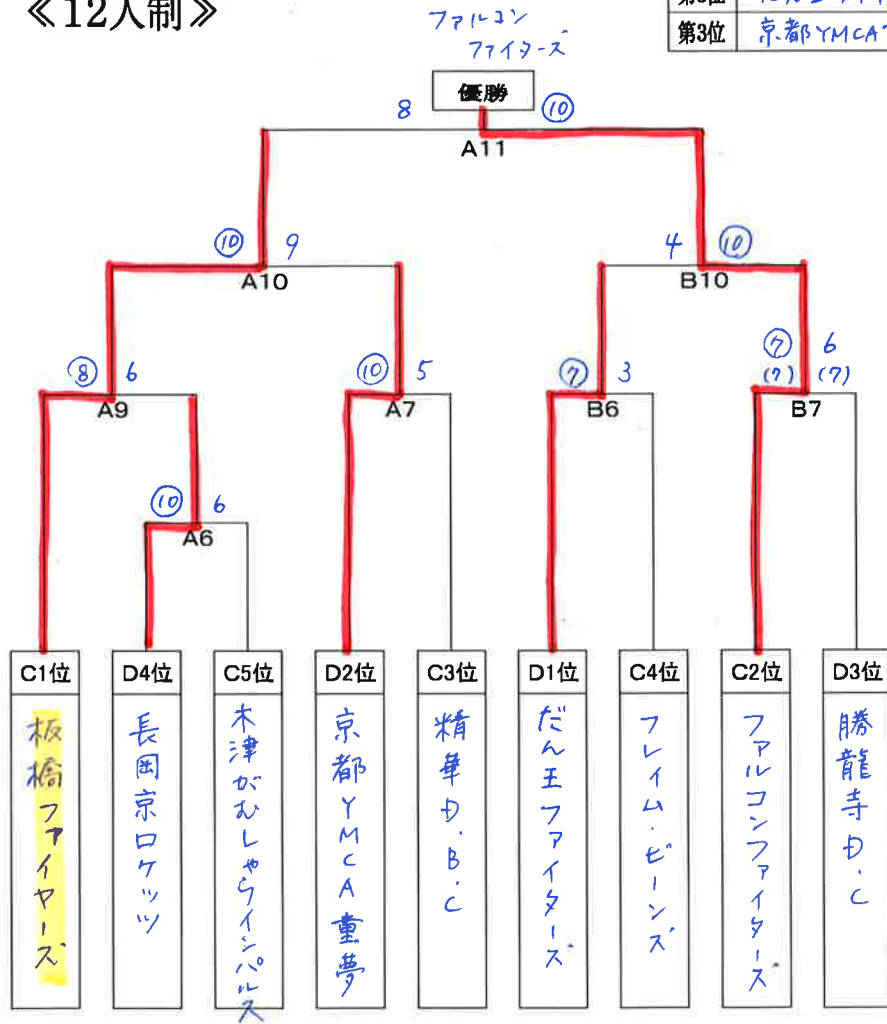 ≪12人制≫
第3位 京都YMCA
ファルコン
ファイターズ
優勝
8 ⑩
A11
⑩ 9
A10
4 ⑩
B10
⑧ 6
A9
⑩ 5
A7
⑦ 3
B6
⑦ 6
(7) (7)
B7
⑩ 6
A6
C1位 D4位 C5位 D2位 C3位 D1位 C4位 C2位 D3位
板橋ファイヤーズ
長岡京ロケッツ
木津がむしゃらインパルス
京都YMCA童夢
精華D.B.C
だん王ファイターズ
フレイム・ビーンズ
ファルコンファイターズ
勝龍寺D.C